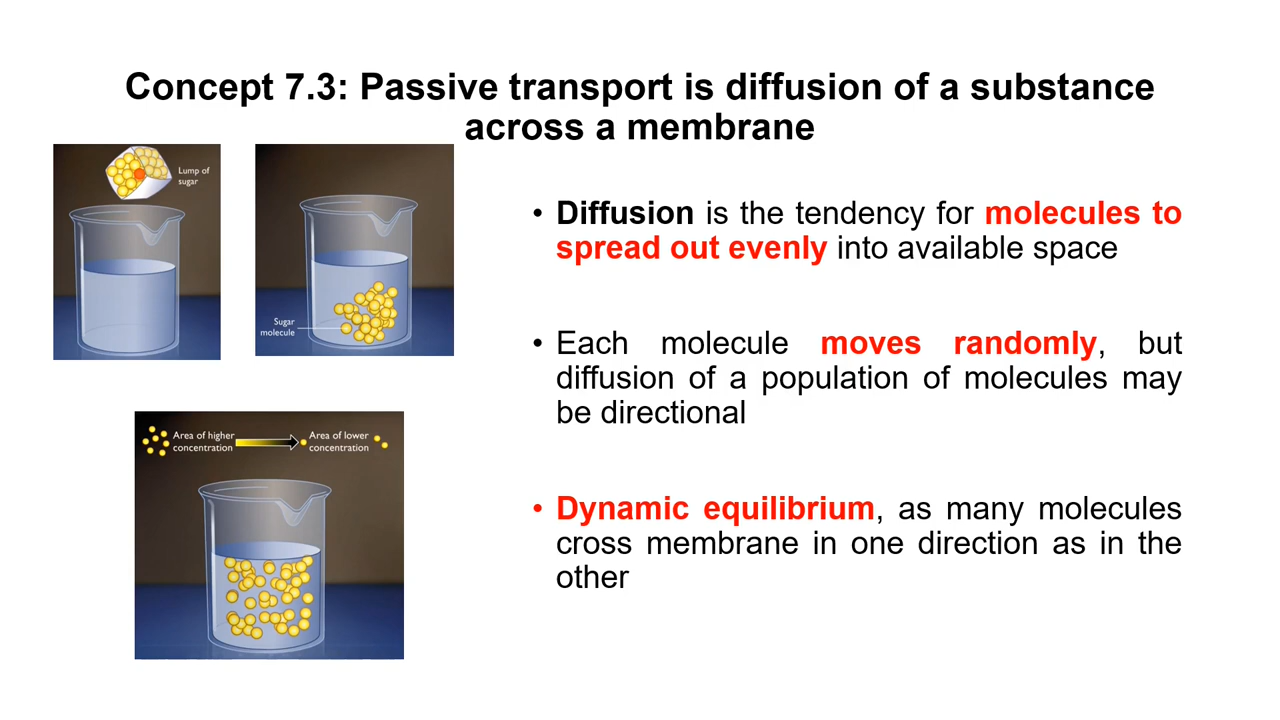 Concept 7.3: Passive transport is diffusion of a substance
across a membrane
Lump of
sugar
Sugar
molecule
Area of higher
concentration
Area of lower
concentration
• Diffusion is the tendency for molecules to
spread out evenly into available space
• Each molecule moves randomly, but
diffusion of a population of molecules may
be directional
• Dynamic equilibrium, as many molecules
cross membrane in one direction as in the
other